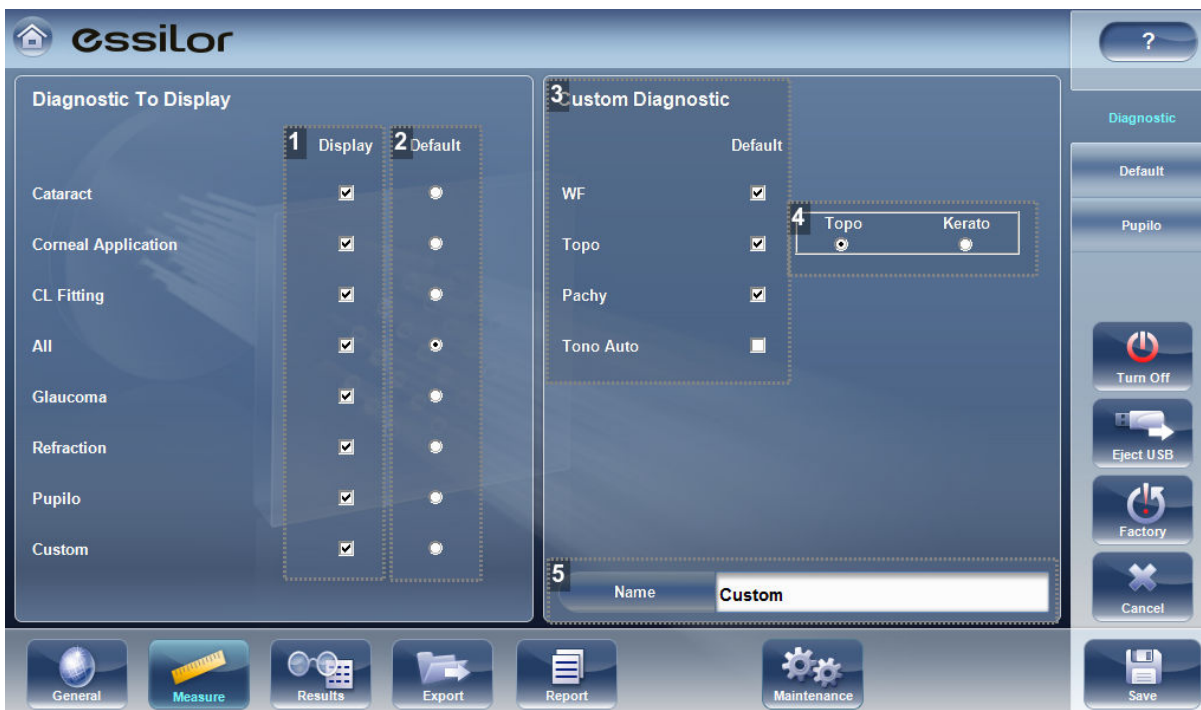 essilor
?
Diagnostic To Display
1 Display 2 Default
Cataract
Corneal Application
CL Fitting
All
Glaucoma
Refraction
Pupilo
Custom
3 Custom Diagnostic
Default
WF
Topo
Pachy
Tono Auto
4 Topo Kerato
5 Name Custom
Diagnostic
Default
Pupilo
Turn Off
Eject USB
Factory
Cancel
General Measure Results Export Report Maintenance Save